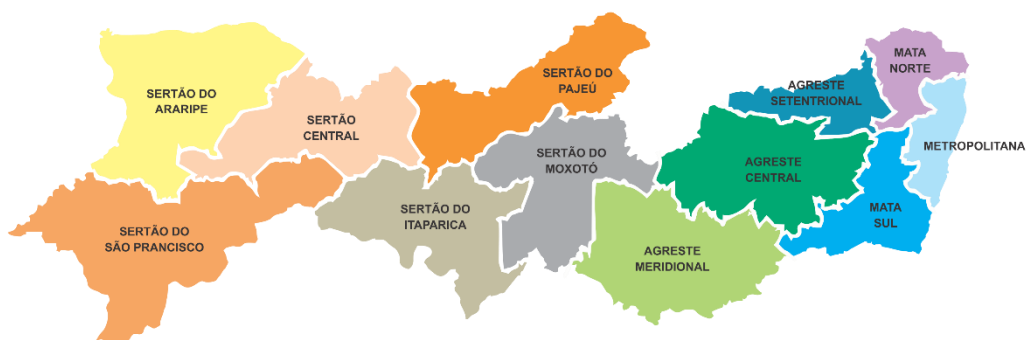 SERTÃO DO
ARARIPE
SERTÃO
CENTRAL
SERTÃO DO
PAJEÚ
SERTÃO DO
SÃO PRANCISCO
SERTÃO DO
ITAPARICA
SERTÃO DO
MOXOTÓ
AGRESTE
SETENTRIONAL
MATA
NORTE
METROPOLITANA
AGRESTE
CENTRAL
MATA
SUL
AGRESTE
MERIDIONAL